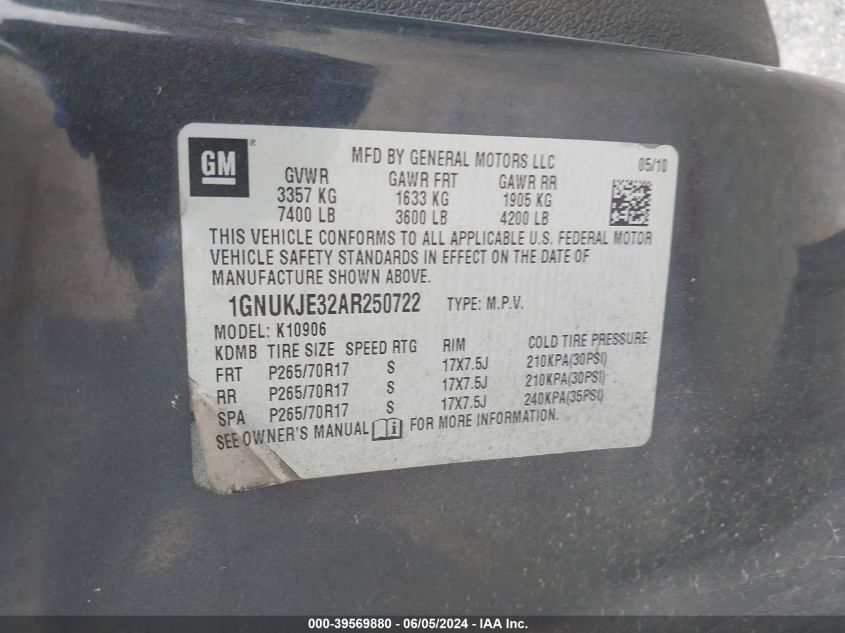 GM ®
MFD BY GENERAL MOTORS LLC 05/10
GVWR GAWR FRT GAWR RR
3357 KG 1633 KG 1905 KG
7400 LB 3600 LB 4200 LB
THIS VEHICLE CONFORMS TO ALL APPLICABLE U.S. FEDERAL MOTOR
VEHICLE SAFETY STANDARDS IN EFFECT ON THE DATE OF
MANUFACTURE SHOWN ABOVE.
1GNUKJE32AR250722 TYPE: M.P.V.
MODEL: K10906
KDMB TIRE SIZE SPEED RTG RIM COLD TIRE PRESSURE
FRT P265/70R17 S 17X7.5J 210KPA(30PSI)
RR P265/70R17 S 17X7.5J 210KPA(30PSI)
SPA P265/70R17 S 17X7.5J 240KPA(35PSI)
SEE OWNER'S MANUAL i FOR MORE INFORMATION.
000-39569880 - 06/05/2024 - IAA Inc.